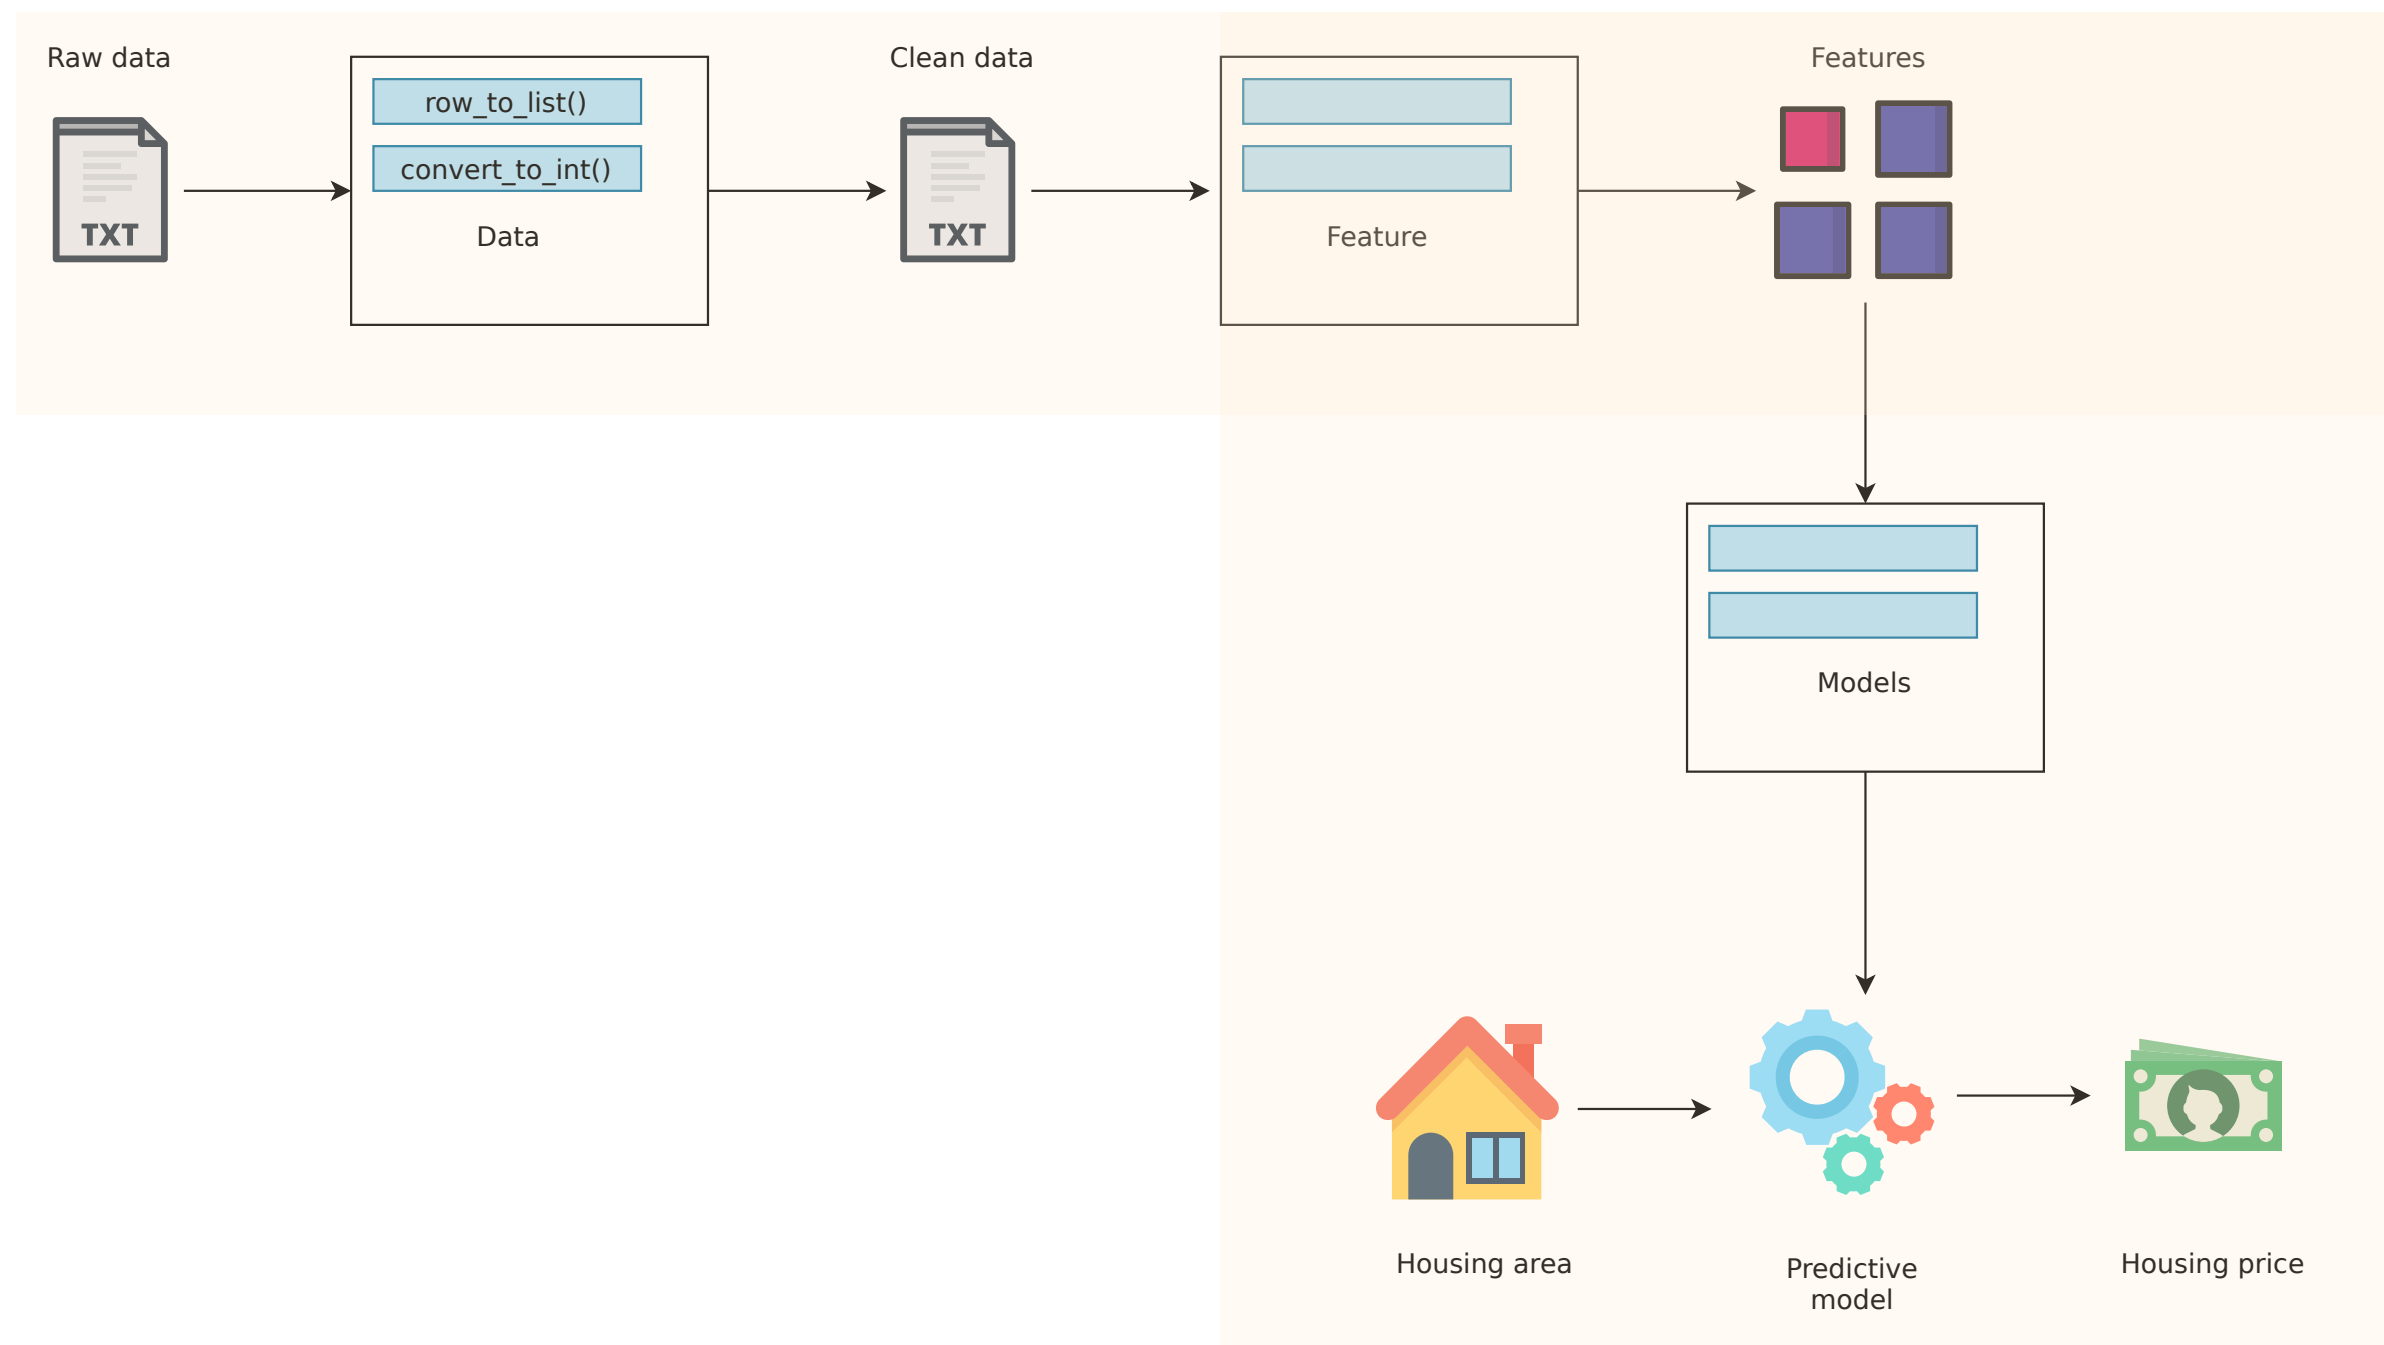 Raw data
row_to_list()
convert_to_int()
Data
TXT
Clean data
TXT
Feature
Features
Models
Housing area
Predictive
model
Housing price